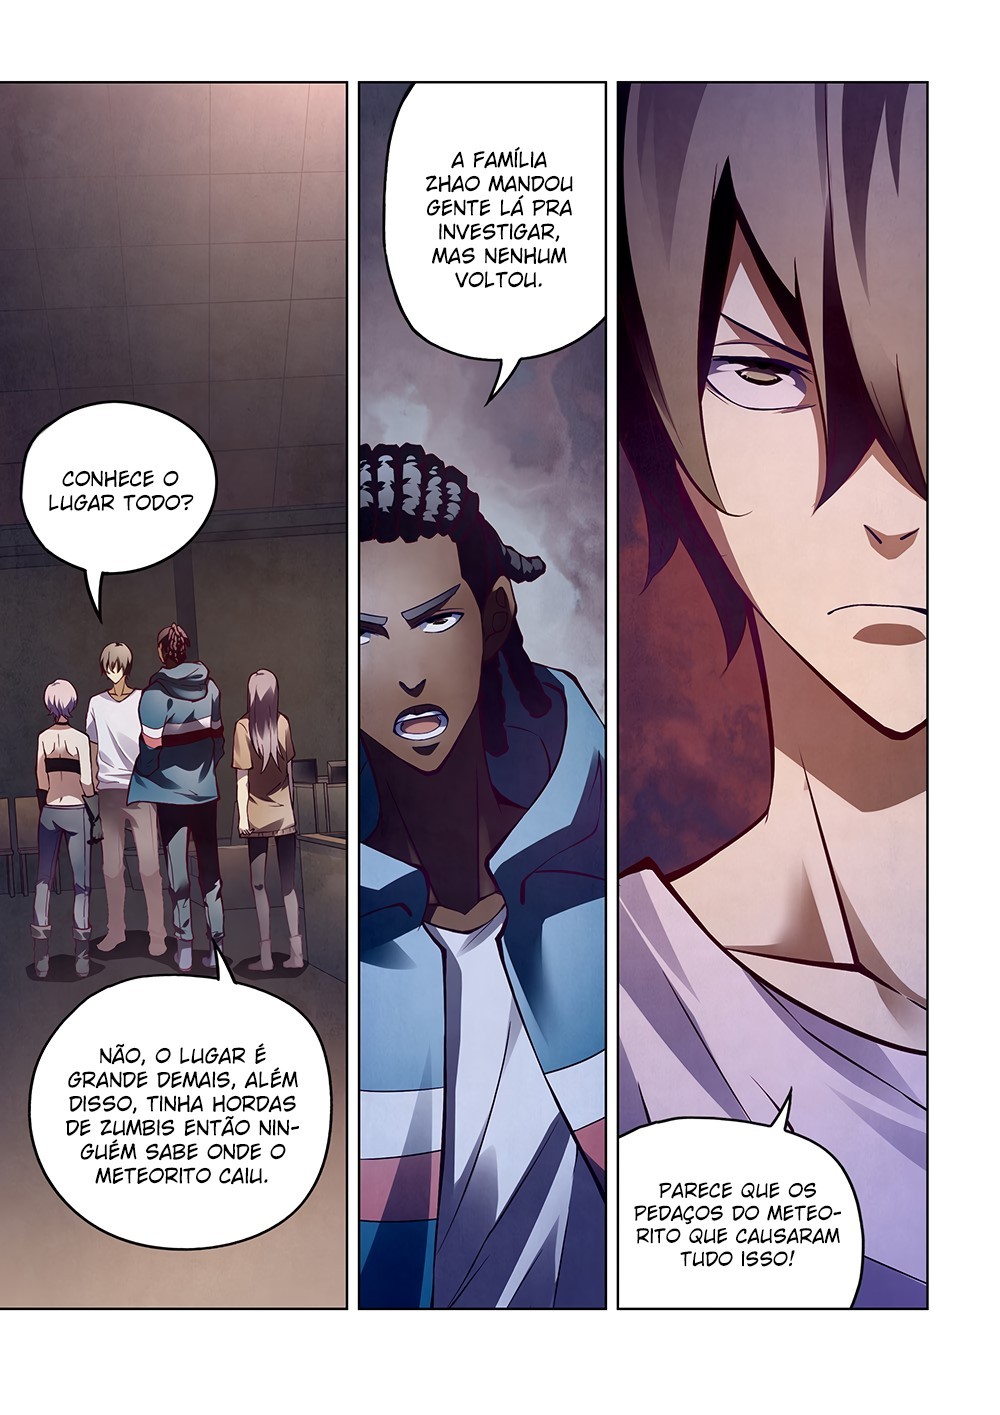 PARECE QUE OS
PEDAÇOS DO METEO-
RITO QUE CAUSARAM
TUDO ISSO!
A FAMÍLIA
ZHAO MANDOU
GENTE LÁ PRA
INVESTIGAR,
MAS NENHUM
VOLTOU.
CONHECE O
LUGAR TODO?
NÃO, O LUGAR É
GRANDE DEMAIS, ALÉM
DISSO, TINHA HORDAS
DE ZUMBIS ENTÃO NIN-
GUÉM SABE ONDE O
METEORITO CAIU.